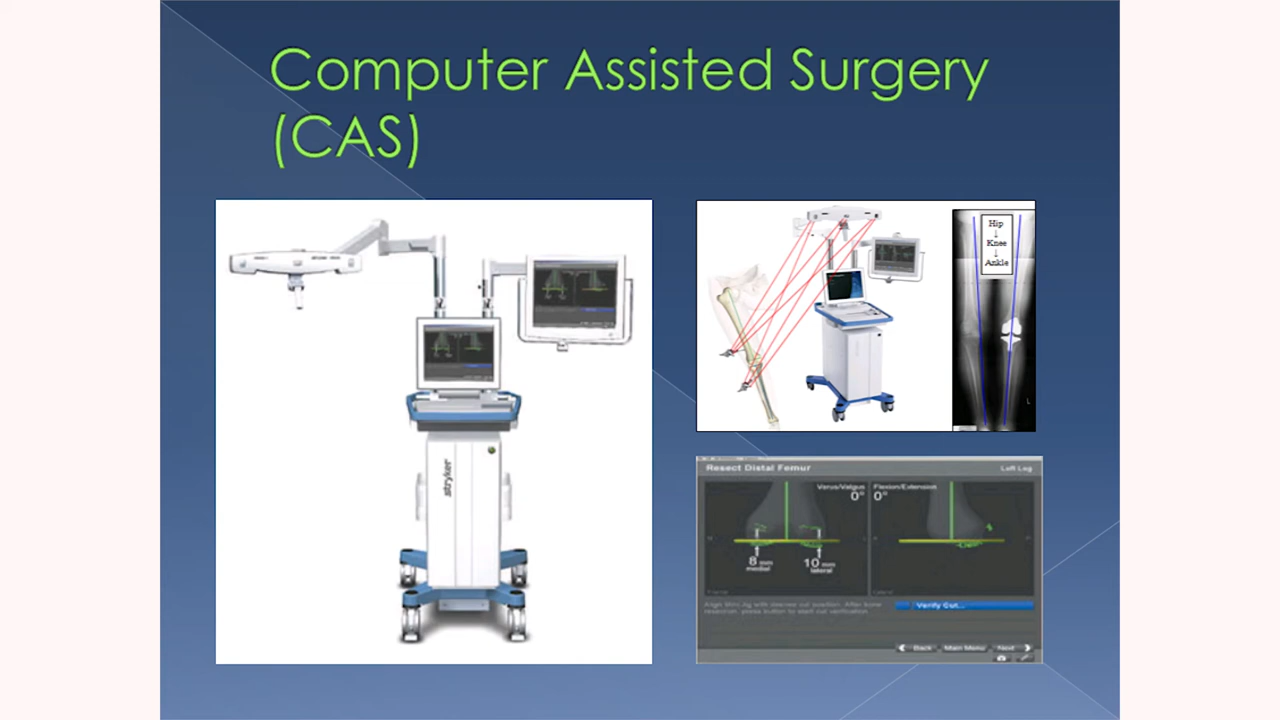 Computer Assisted Surgery
(CAS)
stryker
Hip
↓
Knee
↓
Ankle
L
Resect Distal Femur
Left Leg
Varus/Valgus
0°
Flexion/Extension
0°
8 mm
medial
10 mm
lateral
Verify Cut...
Back
Main Menu
Next